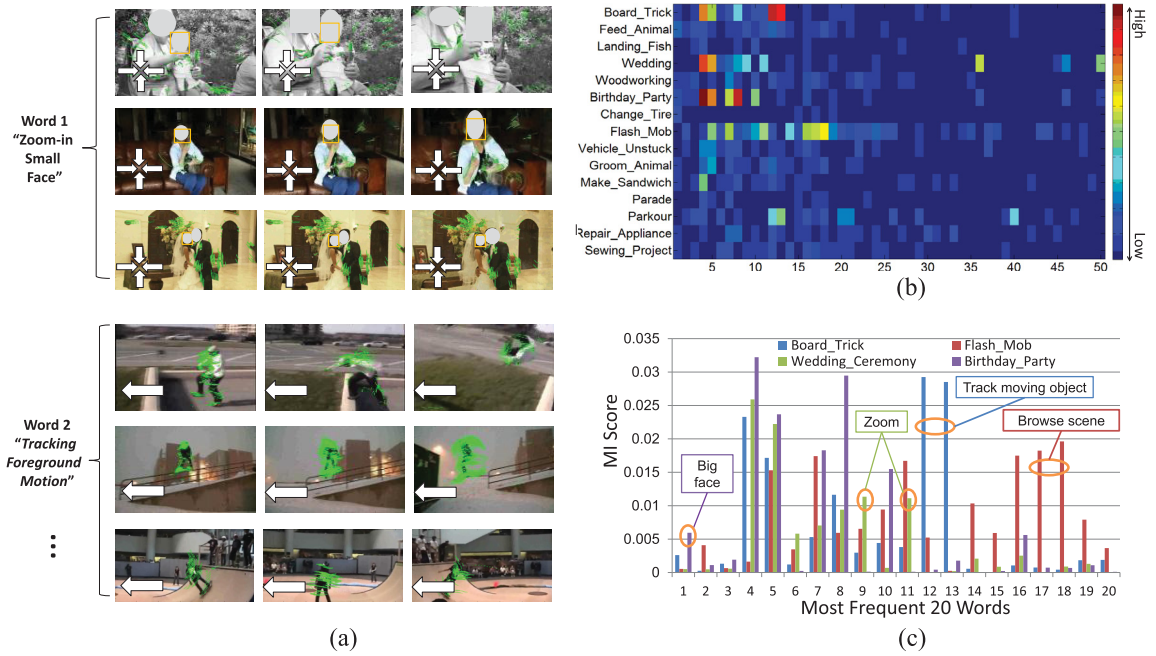 Word 1
“Zoom-in
Small
Face”
Word 2
“Tracking
Foreground
Motion”
(a)
Board_Trick
Feed_Animal
Landing_Fish
Wedding
Woodworking
Birthday_Party
Change_Tire
Flash_Mob
Vehicle_Unstuck
Groom_Animal
Make_Sandwich
Parade
Parkour
Repair_Appliance
Sewing_Project
5 10 15 20 25 30 35 40 45 50
High
Low
(b)
0.035
0.03
0.025
0.02
0.015
0.01
0.005
0
MI Score
Board_Trick
Flash_Mob
Wedding_Ceremony
Birthday_Party
Track moving object
Zoom
Browse scene
Big
face
1 2 3 4 5 6 7 8 9 10 11 12 13 14 15 16 17 18 19 20
Most Frequent 20 Words
(c)